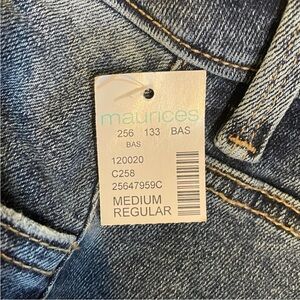 maurices
256 133 BAS
BAS
120020
C258
25647959C
MEDIUM
REGULAR